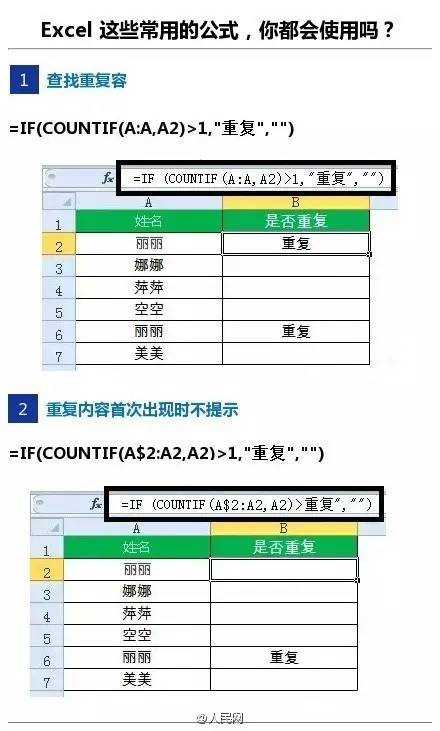 Excel 这些常用的公式，你都会使用吗？
1 查找重复容
=IF(COUNTIF(A:A,A2)>1,"重复","")
fx =IF (COUNTIF(A:A,A2)>1,"重复","")
A B
1 姓名 是否重复
2 丽丽 重复
3 娜娜
4 萍萍
5 空空
6 丽丽 重复
7 美美
2 重复内容首次出现时不提示
=IF(COUNTIF(A$2:A2,A2)>1,"重复","")
fx =IF (COUNTIF(A$2:A2,A2)>重复","")
A B
1 姓名 是否重复
2 丽丽
3 娜娜
4 萍萍
5 空空
6 丽丽 重复
7 美美
@人民网